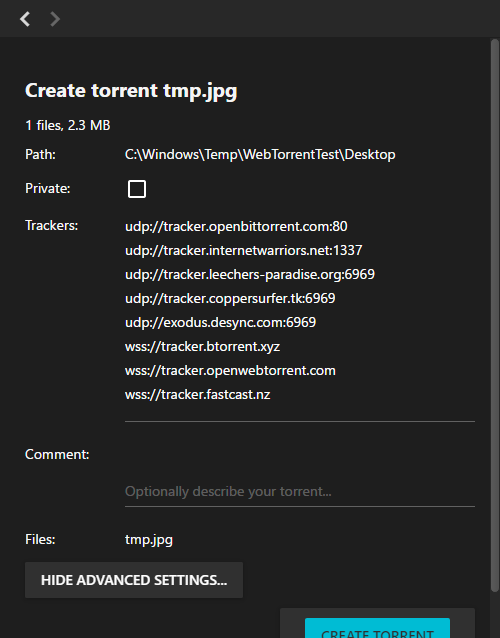 Create torrent tmp.jpg
1 files, 2.3 MB
Path: C:\Windows\Temp\WebTorrentTest\Desktop
Private:
Trackers: udp://tracker.openbittorrent.com:80
udp://tracker.internetwarriors.net:1337
udp://tracker.leechers-paradise.org:6969
udp://tracker.coppersurfer.tk:6969
udp://exodus.desync.com:6969
wss://tracker.btorrent.xyz
wss://tracker.openwebtorrent.com
wss://tracker.fastcast.nz
Comment:
Optionally describe your torrent...
Files: tmp.jpg
HIDE ADVANCED SETTINGS...
CREATE TORRENT